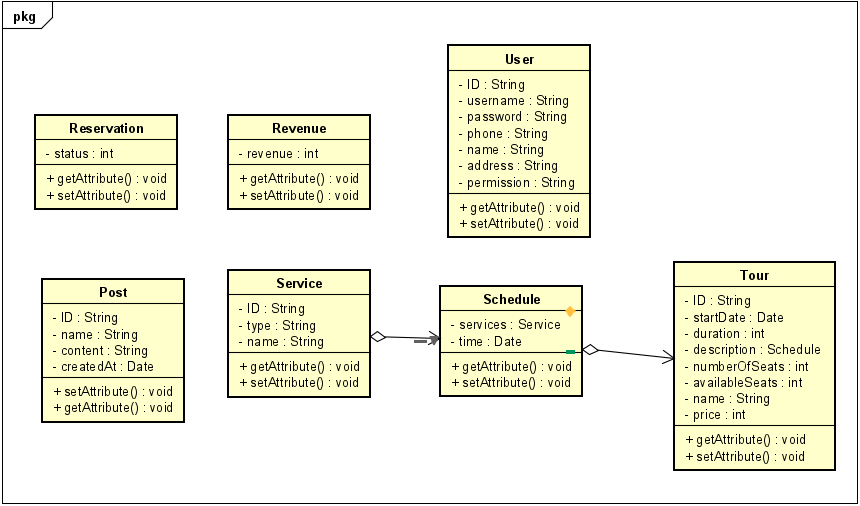 pkg
User
- ID : String
- username : String
- password : String
- phone : String
- name : String
- address : String
- permission : String
+ getAttribute() : void
+ setAttribute() : void
Reservation
- status : int
+ getAttribute() : void
+ setAttribute() : void
Revenue
- revenue : int
+ getAttribute() : void
+ setAttribute() : void
Post
- ID : String
- name : String
- content : String
- createdAt : Date
+ setAttribute() : void
+ getAttribute() : void
Service
- ID : String
- type : String
- name : String
+ getAttribute() : void
+ setAttribute() : void
Schedule
- services : Service
- time : Date
+ getAttribute() : void
+ setAttribute() : void
Tour
- ID : String
- startDate : Date
- duration : int
- description : Schedule
- numberOfSeats : int
- availableSeats : int
- name : String
- price : int
+ getAttribute() : void
+ setAttribute() : void